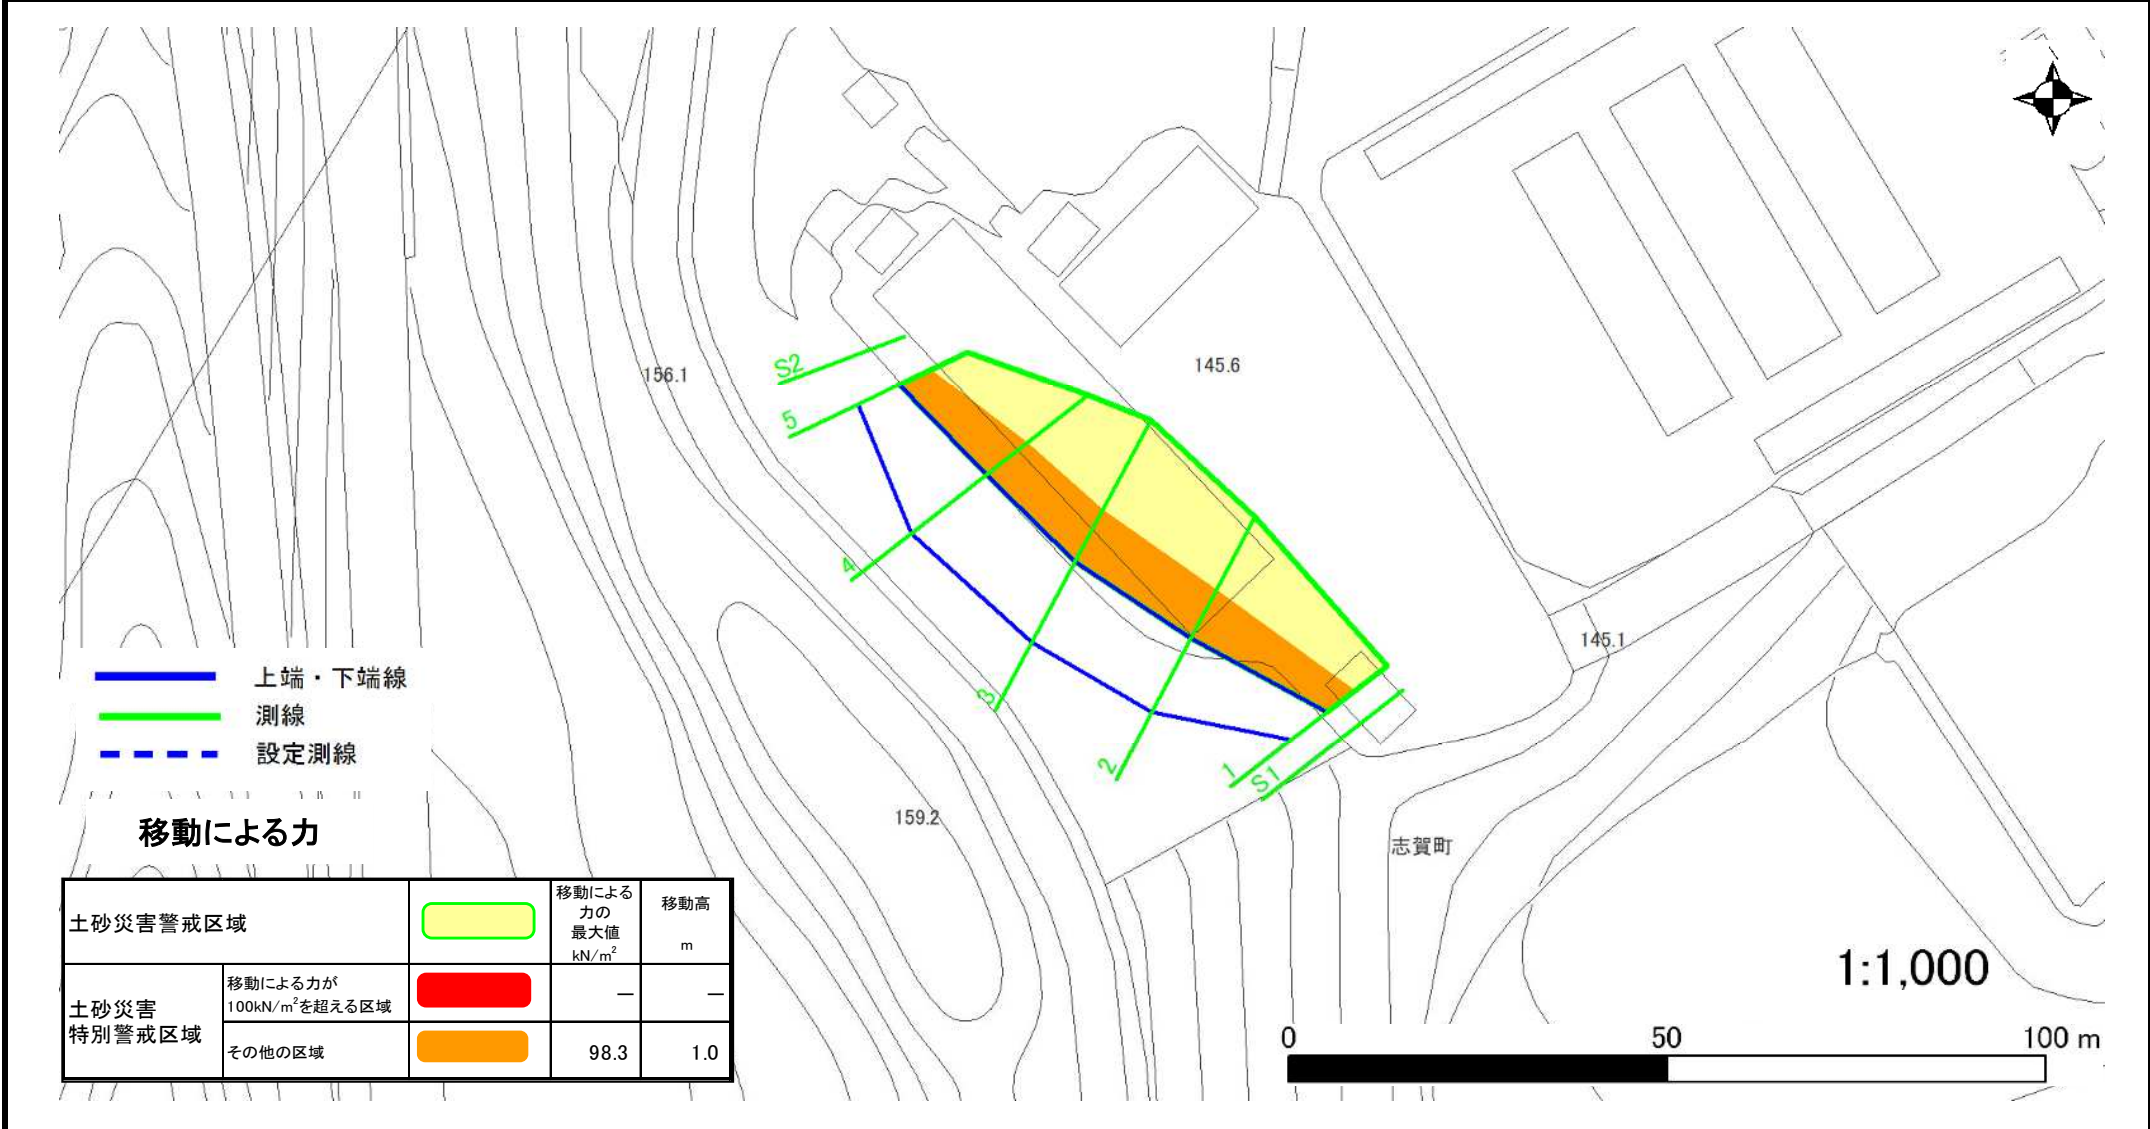 S2
5
156.1
145.6
4
3
2
1
S1
145.1
159.2
志賀町
上端・下端線
測線
設定測線
移動による力
土砂災害警戒区域
移動による
力の
最大値
kN/m²
移動高
m
土砂災害
特別警戒区域
移動による力が
100kN/m²を超える区域
—
—
その他の区域
98.3
1.0
1:1,000
0
50
100 m